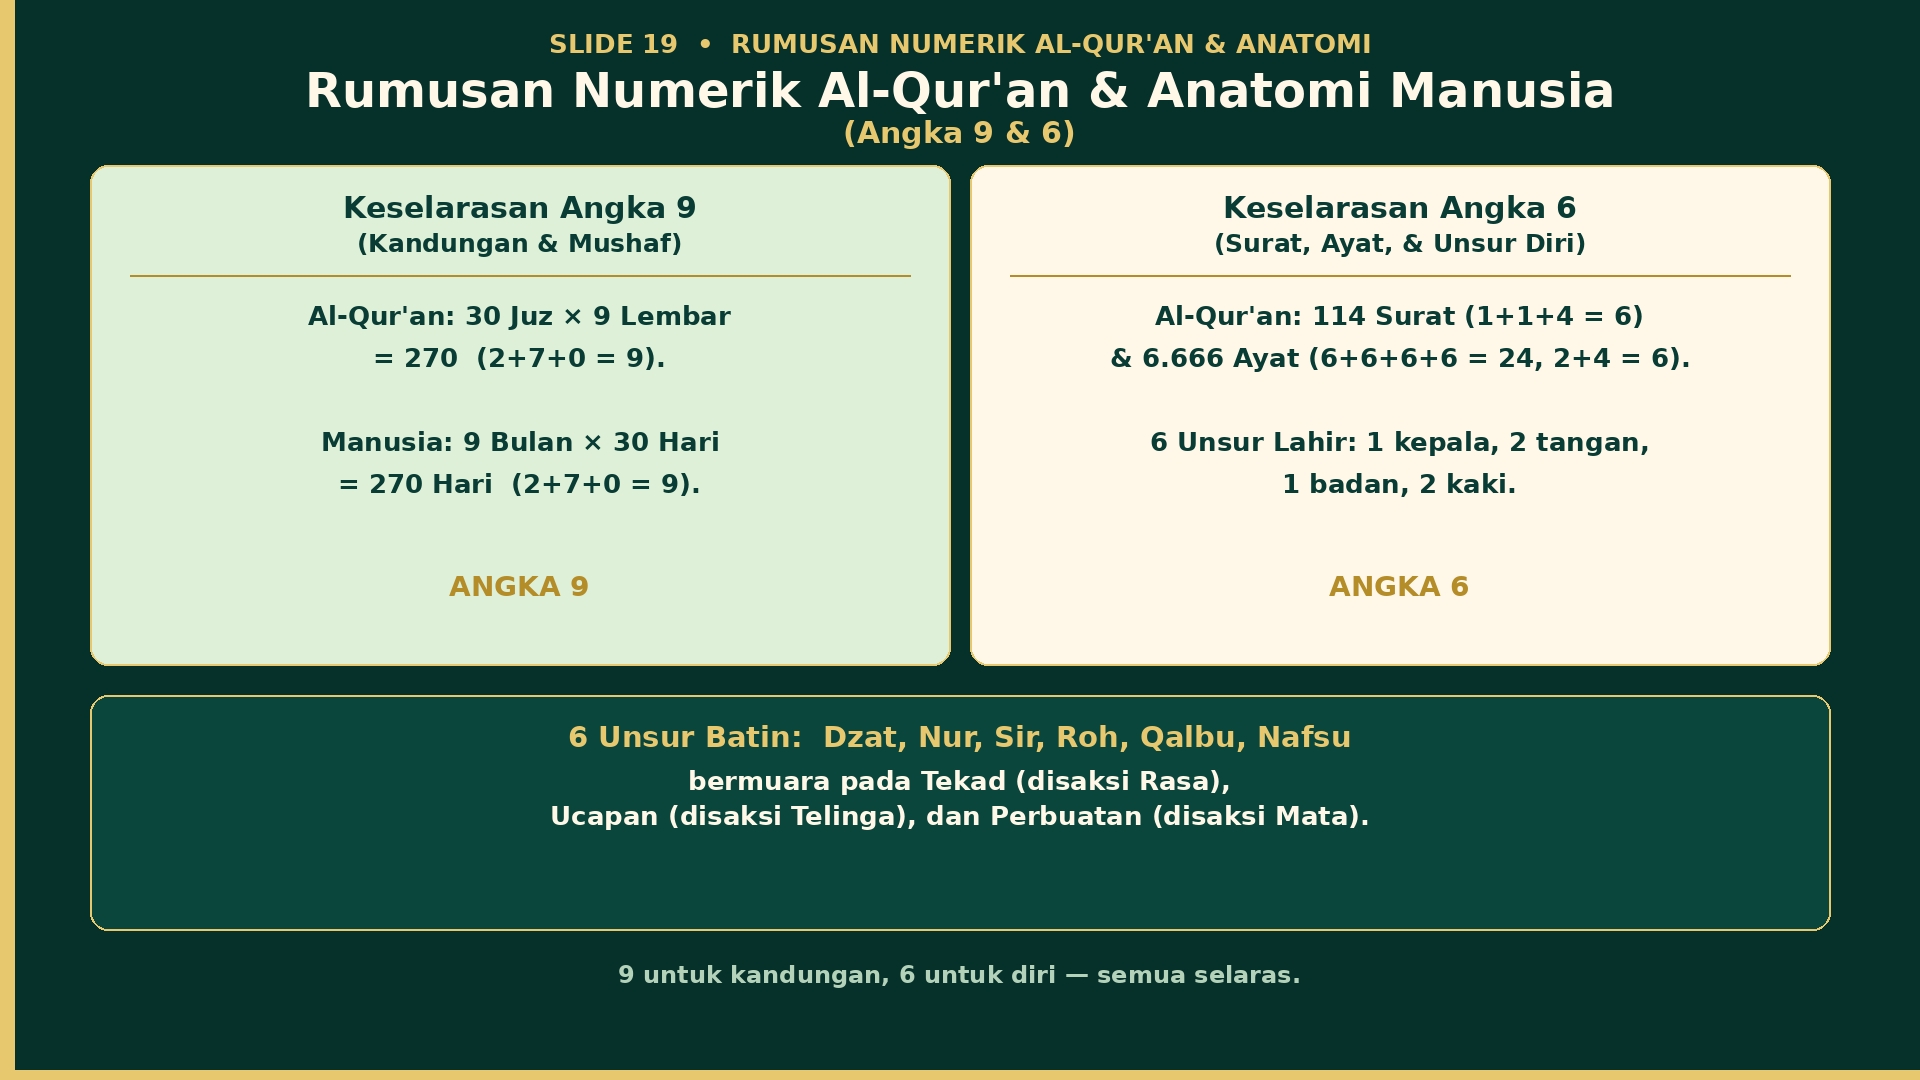 SLIDE 19 • RUMUSAN NUMERIK AL-QUR'AN & ANATOMI
Rumusan Numerik Al-Qur'an & Anatomi Manusia
(Angka 9 & 6)
Keselarasan Angka 9
(Kandungan & Mushaf)
Al-Qur'an: 30 Juz × 9 Lembar
= 270 (2+7+0 = 9).
Manusia: 9 Bulan × 30 Hari
= 270 Hari (2+7+0 = 9).
ANGKA 9
Keselarasan Angka 6
(Surat, Ayat, & Unsur Diri)
Al-Qur'an: 114 Surat (1+1+4 = 6)
& 6.666 Ayat (6+6+6+6 = 24, 2+4 = 6).
6 Unsur Lahir: 1 kepala, 2 tangan,
1 badan, 2 kaki.
ANGKA 6
6 Unsur Batin: Dzat, Nur, Sir, Roh, Qalbu, Nafsu
bermuara pada Tekad (disaksi Rasa),
Ucapan (disaksi Telinga), dan Perbuatan (disaksi Mata).
9 untuk kandungan, 6 untuk diri — semua selaras.